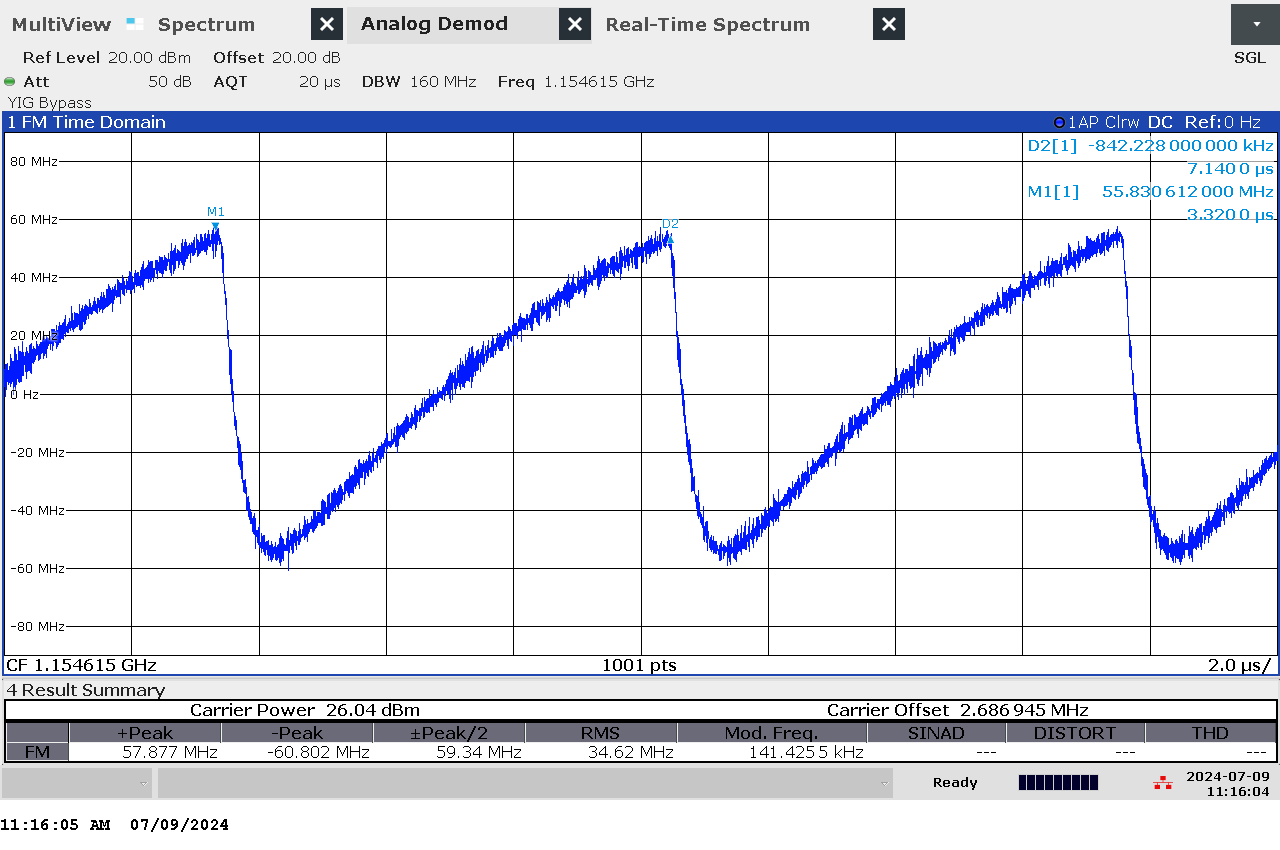 MultiView Spectrum Analog Demod Real-Time Spectrum
Ref Level 20.00 dBm Offset 20.00 dB SGL
Att 50 dB AQT 20 µs DBW 160 MHz Freq 1.154615 GHz
YIG Bypass
1 FM Time Domain 1AP Clrw DC Ref: 0 Hz
D2[1] -842.228 000 000 kHz
7.140 0 µs
M1[1] 55.830 612 000 MHz
3.320 0 µs
80 MHz
60 MHz
M1
D2
40 MHz
20 MHz
0 Hz
-20 MHz
-40 MHz
-60 MHz
-80 MHz
CF 1.154615 GHz 1001 pts 2.0 µs/
4 Result Summary
Carrier Power 26.04 dBm Carrier Offset 2.686 945 MHz
+Peak -Peak ±Peak/2 RMS Mod. Freq. SINAD DISTORT THD
FM 57.877 MHz -60.802 MHz 59.34 MHz 34.62 MHz 141.425 5 kHz --- --- ---
Ready 2024-07-09
11:16:04
11:16:05 AM 07/09/2024